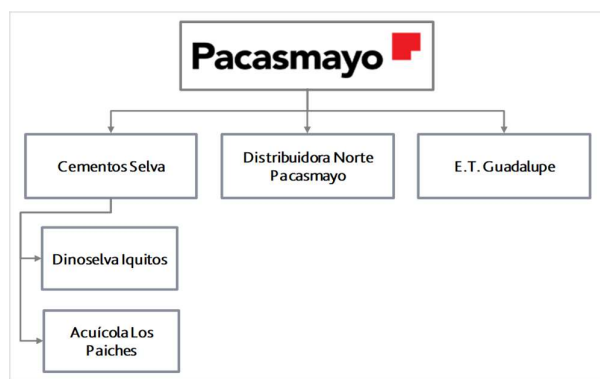 Pacasmayo
Cementos Selva
Distribuidora Norte
Pacasmayo
E.T. Guadalupe
Dinoselva Iquitos
Acuícola Los
Paiches